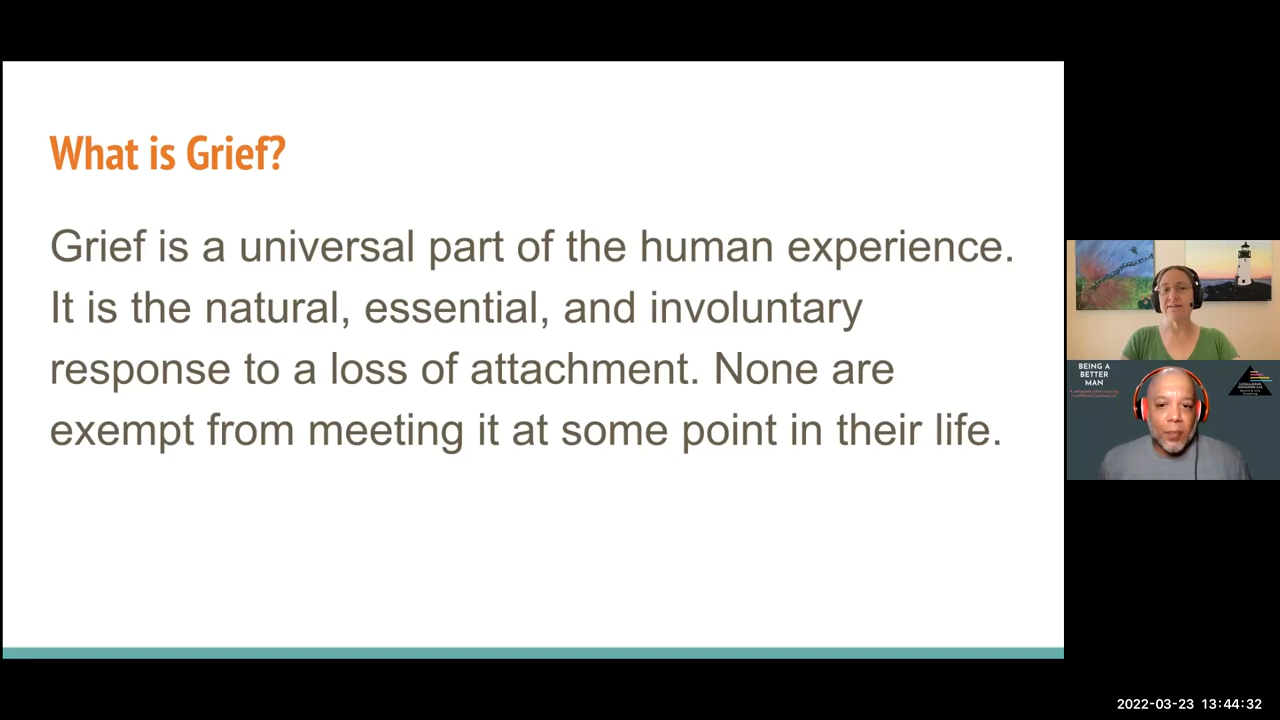 What is Grief?
Grief is a universal part of the human experience.
It is the natural, essential, and involuntary
response to a loss of attachment. None are
exempt from meeting it at some point in their life.
BEING A
BETTER
MAN
2022-03-23 13:44:32